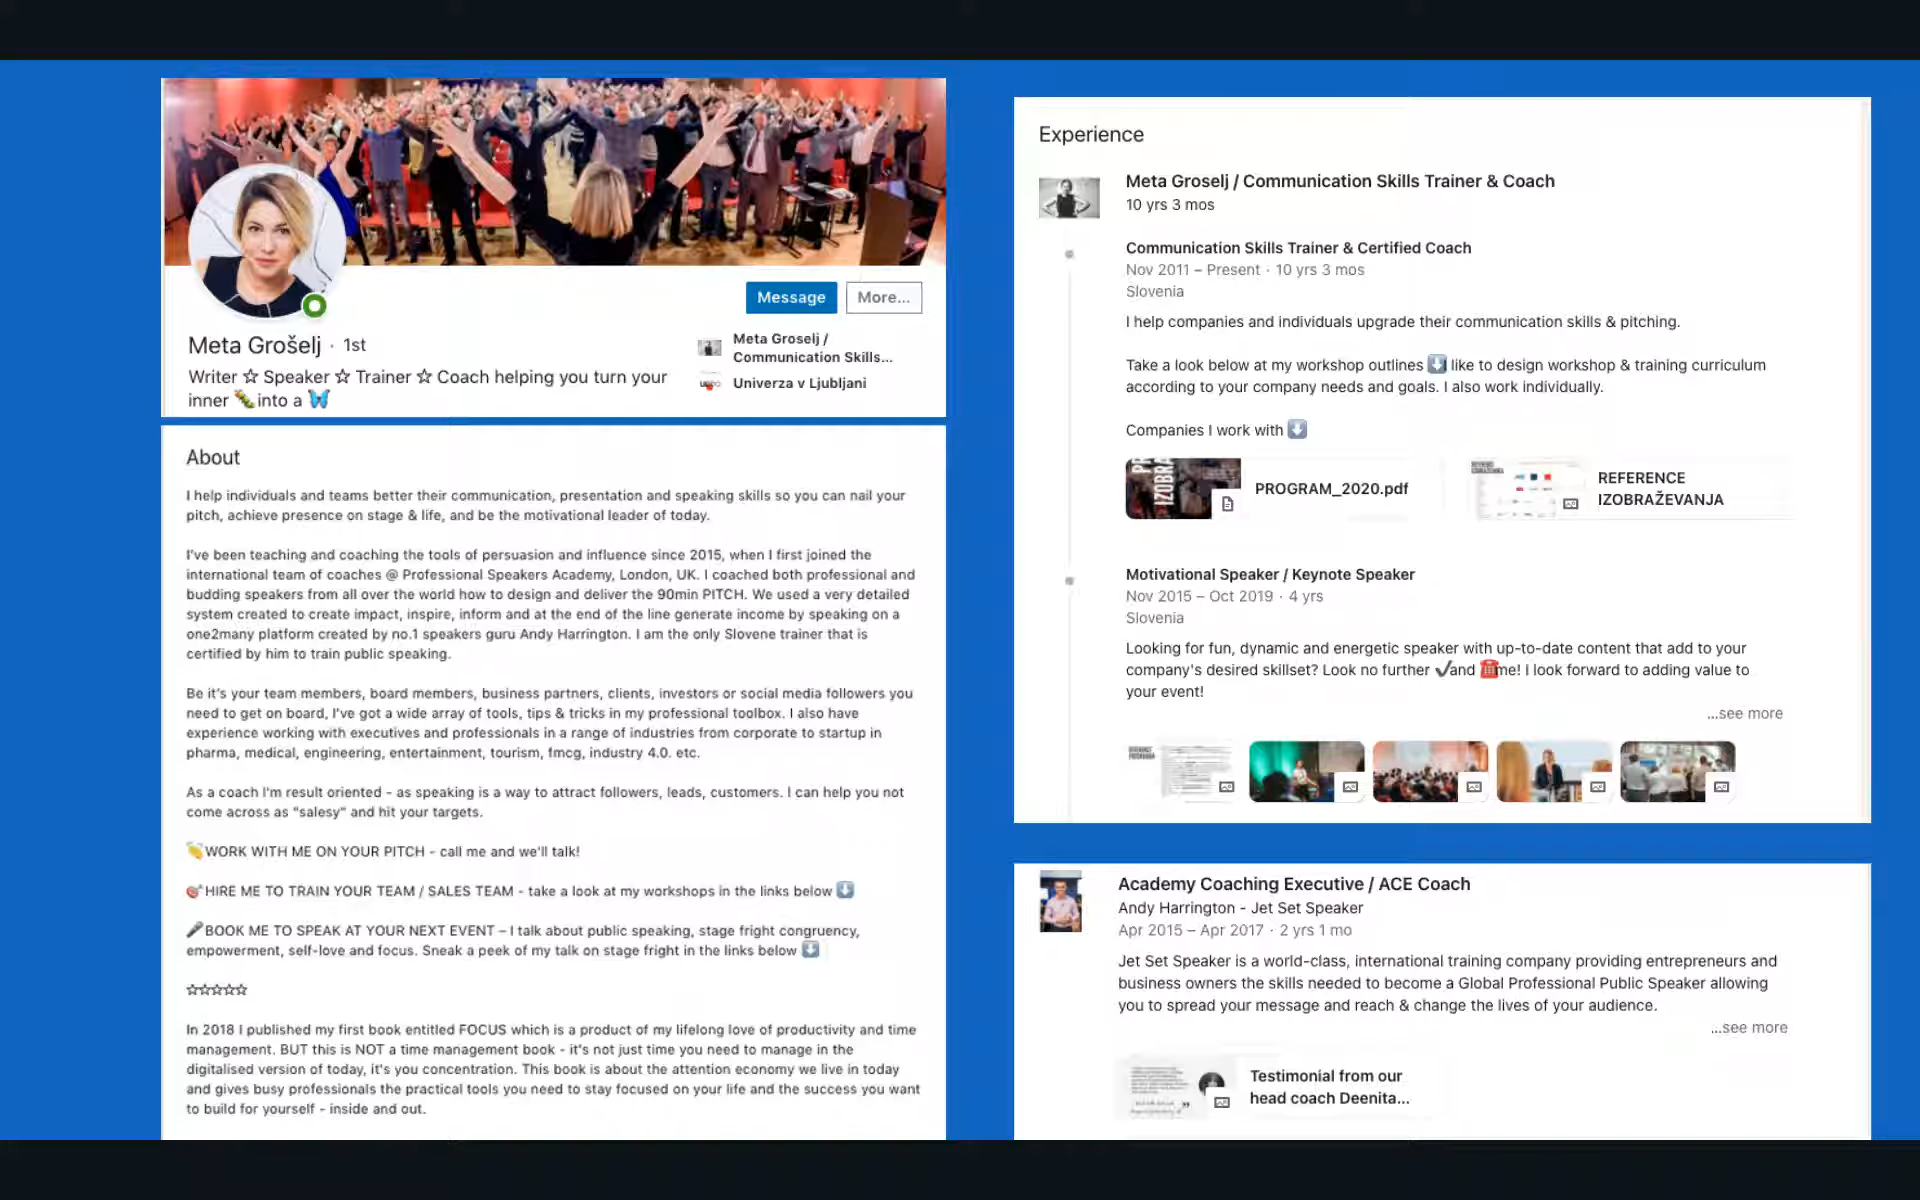 Message
More...
Meta Grošelj · 1st
Writer ☆ Speaker ☆ Trainer ☆ Coach helping you turn your
inner 🐛 into a 🦋
Meta Groselj /
Communication Skills...
Univerza v Ljubljani
About
I help individuals and teams better their communication, presentation and speaking skills so you can nail your
pitch, achieve presence on stage & life, and be the motivational leader of today.
I've been teaching and coaching the tools of persuasion and influence since 2015, when I first joined the
international team of coaches @ Professional Speakers Academy, London, UK. I coached both professional and
budding speakers from all over the world how to design and deliver the 90min PITCH. We used a very detailed
system created to create impact, inspire, inform and at the end of the line generate income by speaking on a
one2many platform created by no.1 speakers guru Andy Harrington. I am the only Slovene trainer that is
certified by him to train public speaking.
Be it's your team members, board members, business partners, clients, investors or social media followers you
need to get on board, I've got a wide array of tools, tips & tricks in my professional toolbox. I also have
experience working with executives and professionals in a range of industries from corporate to startup in
pharma, medical, engineering, entertainment, tourism, fmcg, industry 4.0. etc.
As a coach I'm result oriented - as speaking is a way to attract followers, leads, customers. I can help you not
come across as "salesy" and hit your targets.
👏WORK WITH ME ON YOUR PITCH - call me and we'll talk!
🎯HIRE ME TO TRAIN YOUR TEAM / SALES TEAM - take a look at my workshops in the links below ⬇️
🎤BOOK ME TO SPEAK AT YOUR NEXT EVENT – I talk about public speaking, stage fright congruency,
empowerment, self-love and focus. Sneak a peek of my talk on stage fright in the links below ⬇️
☆☆☆☆☆
In 2018 I published my first book entitled FOCUS which is a product of my lifelong love of productivity and time
management. BUT this is NOT a time management book - it's not just time you need to manage in the
digitalised version of today, it's you concentration. This book is about the attention economy we live in today
and gives busy professionals the practical tools you need to stay focused on your life and the success you want
to build for yourself - inside and out.
Experience
Meta Groselj / Communication Skills Trainer & Coach
10 yrs 3 mos
Communication Skills Trainer & Certified Coach
Nov 2011 – Present · 10 yrs 3 mos
Slovenia
I help companies and individuals upgrade their communication skills & pitching.
Take a look below at my workshop outlines ⬇️ like to design workshop & training curriculum
according to your company needs and goals. I also work individually.
Companies I work with ⬇️
PROGRAM_2020.pdf
REFERENCE
IZOBRAŽEVANJA
Motivational Speaker / Keynote Speaker
Nov 2015 – Oct 2019 · 4 yrs
Slovenia
Looking for fun, dynamic and energetic speaker with up-to-date content that add to your
company's desired skillset? Look no further ✔️and ☎️me! I look forward to adding value to
your event!
...see more
Academy Coaching Executive / ACE Coach
Andy Harrington - Jet Set Speaker
Apr 2015 – Apr 2017 · 2 yrs 1 mo
Jet Set Speaker is a world-class, international training company providing entrepreneurs and
business owners the skills needed to become a Global Professional Public Speaker allowing
you to spread your message and reach & change the lives of your audience.
...see more
Testimonial from our
head coach Deenita...